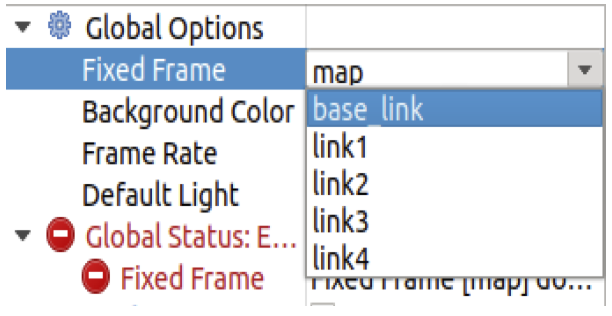 Global Options
Fixed Frame map
Background Color base_link
Frame Rate link1
Default Light link2
link3
Global Status: E...
link4
Fixed Frame Fixed Frame [map] do...